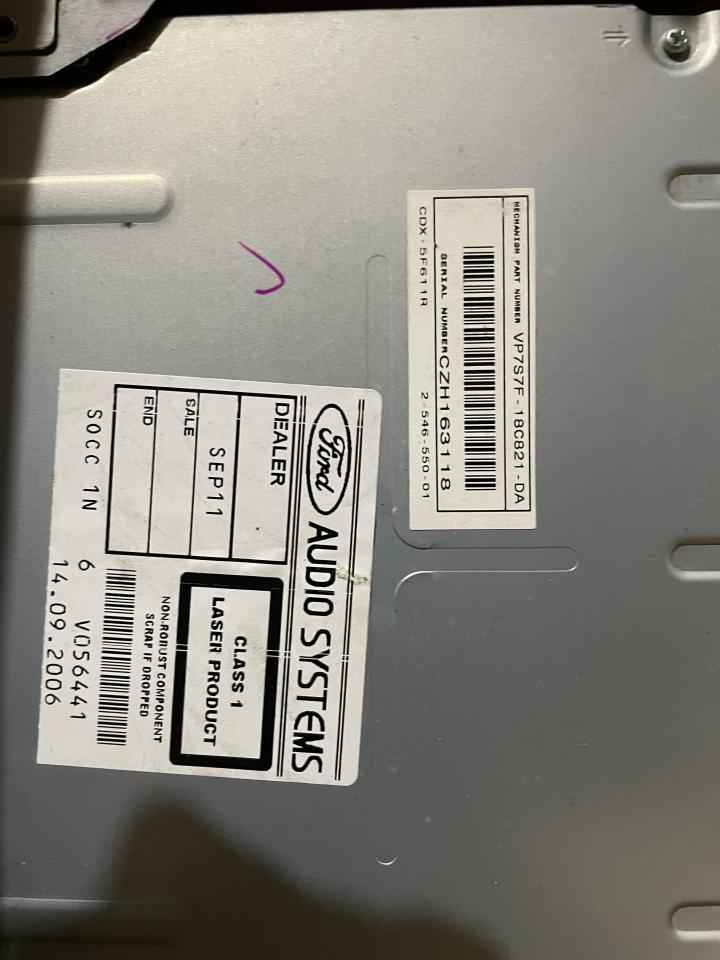 MECHANISM PART NUMBER VP7S7F-18C821-DA
SERIAL NUMBER CZH163118
CDX-5F611R 2-546-550-01
Ford AUDIO SYSTEMS
DEALER
SEP11
SALE
END
CLASS 1
LASER PRODUCT
NON-ROBUST COMPONENT
SCRAP IF DROPPED
SOCC 1N 6 V056441
14.09.2006